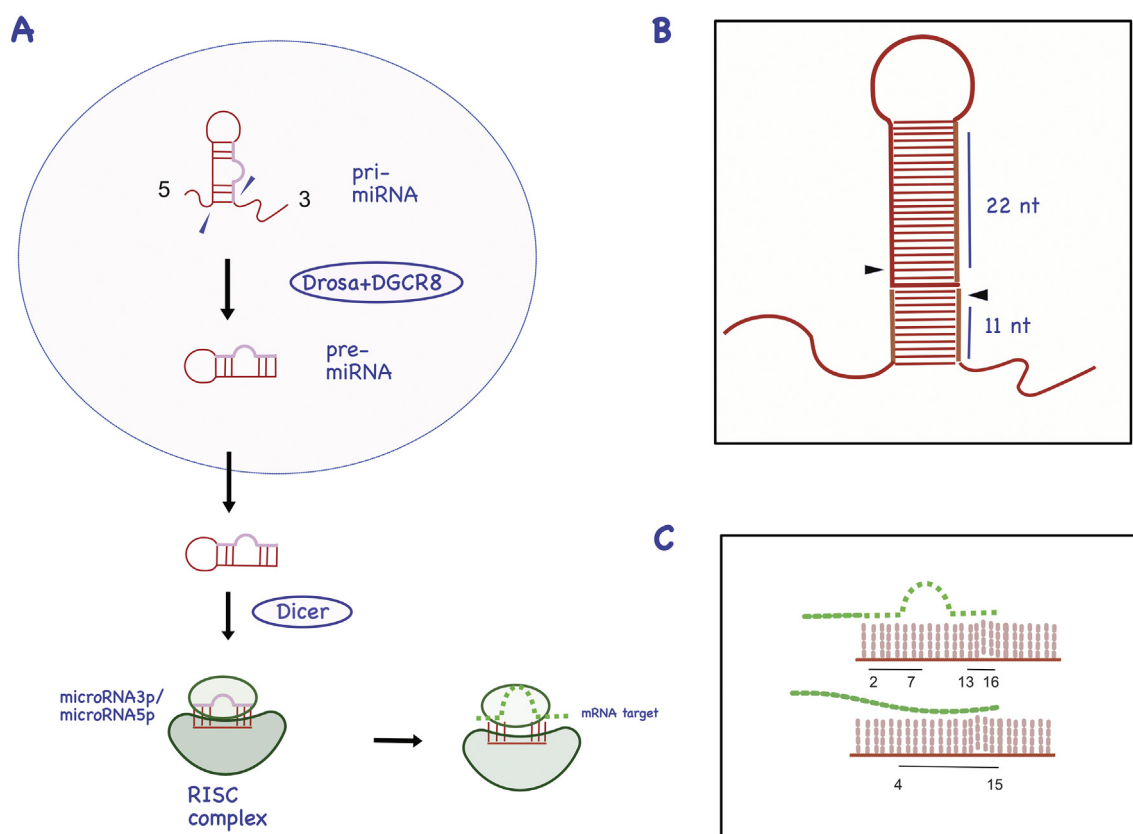 A
5
3
pri-
miRNA
Drosa+DGCR8
pre-
miRNA
Dicer
microRNA3p/
microRNA5p
mRNA target
RISC
complex
B
22 nt
11 nt
C
2 7 13 16
4 15